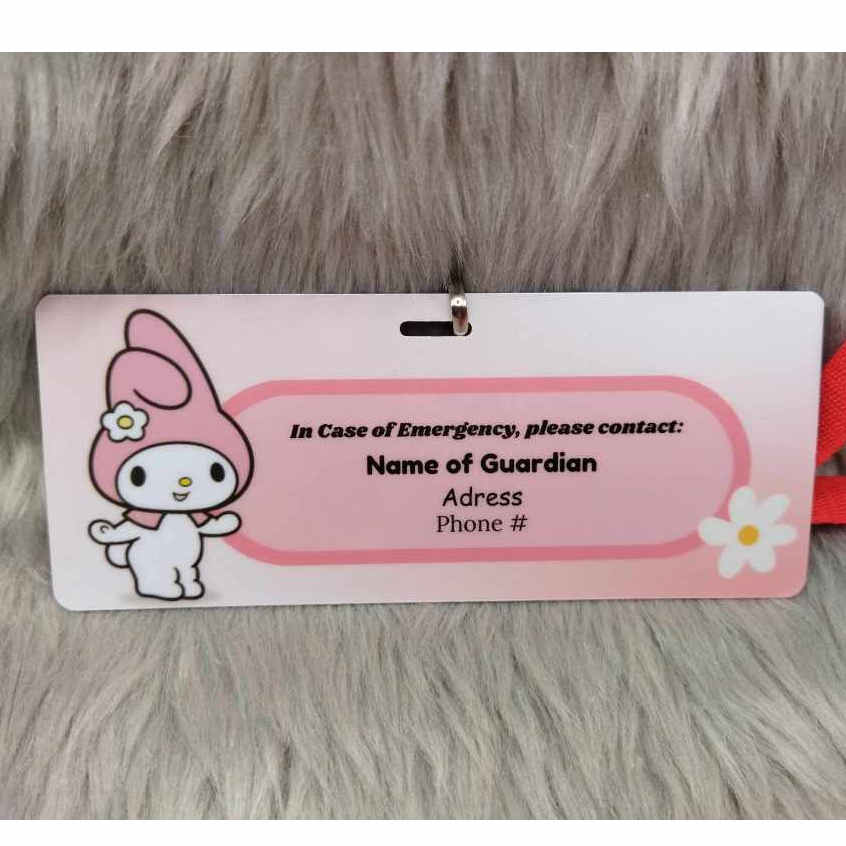 In Case of Emergency, please contact:
Name of Guardian
Adress
Phone #